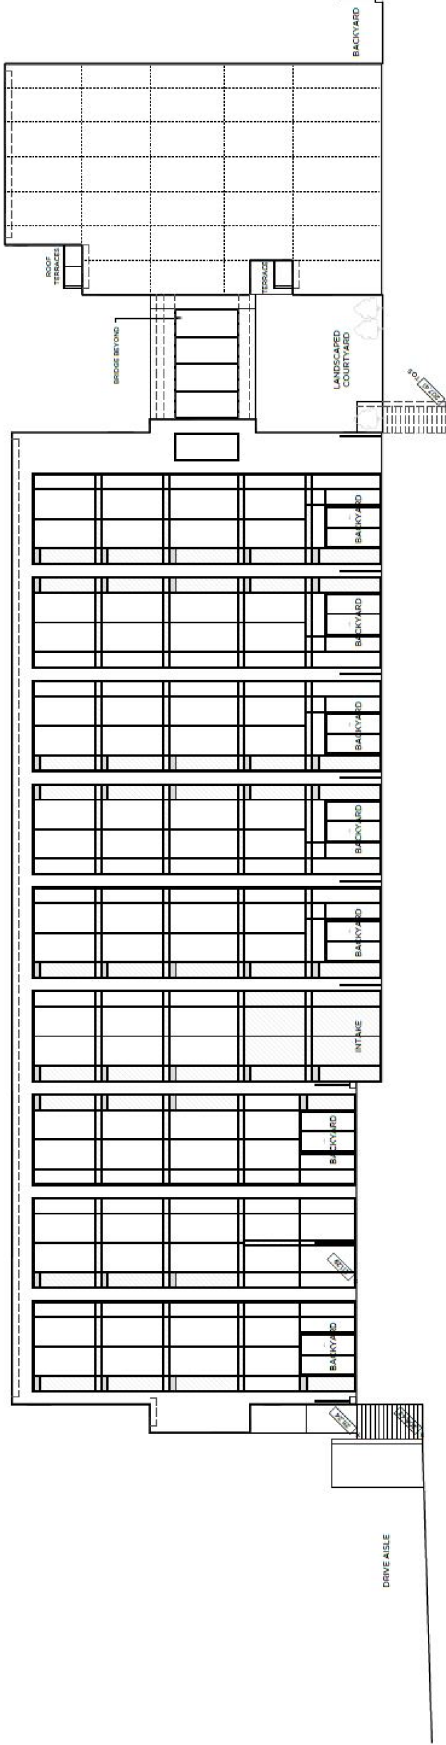 ROOF
TERRACES
BRIDGE BEYOND
TERRACE
BACKYARD
BACKYARD
INTAKE
BACKYARD
BACKYARD
BACKYARD
BACKYARD
BACKYARD
LANDSCAPED
COURTYARD
BACKYARD
DRIVE AISLE